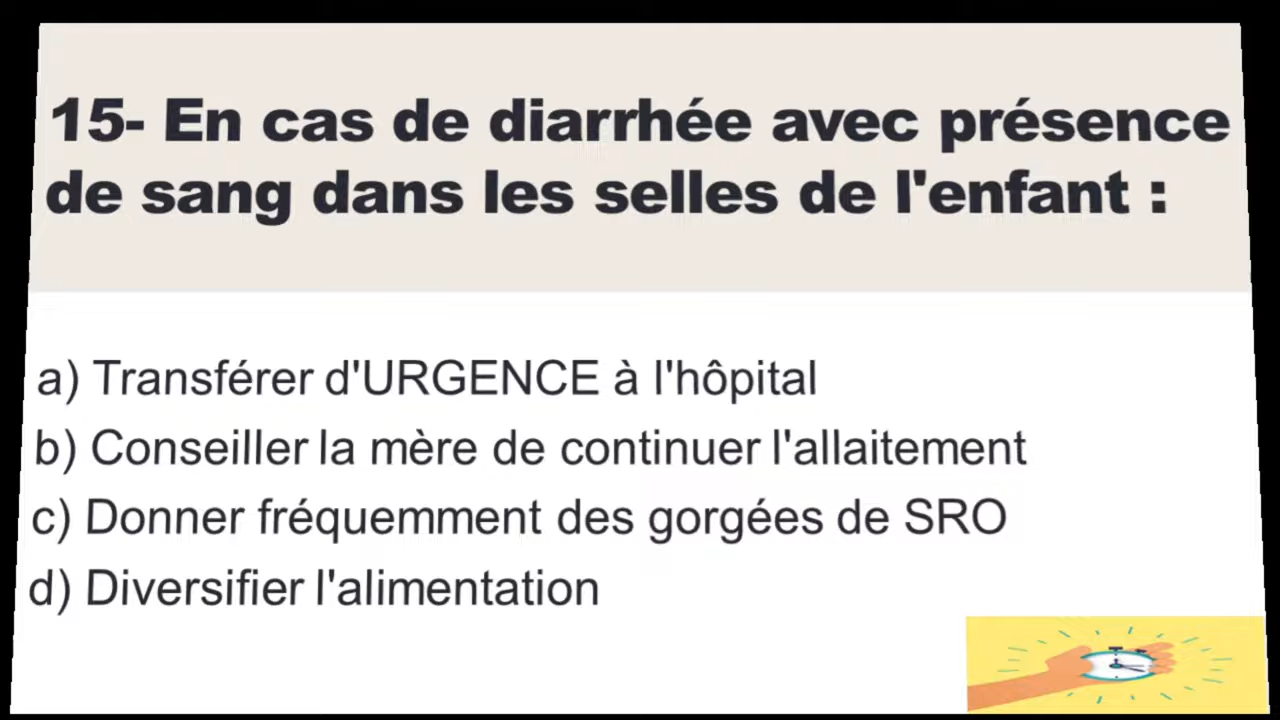 15- En cas de diarrhée avec présence
de sang dans les selles de l'enfant :
a) Transférer d'URGENCE à l'hôpital
b) Conseiller la mère de continuer l'allaitement
c) Donner fréquemment des gorgées de SRO
d) Diversifier l'alimentation